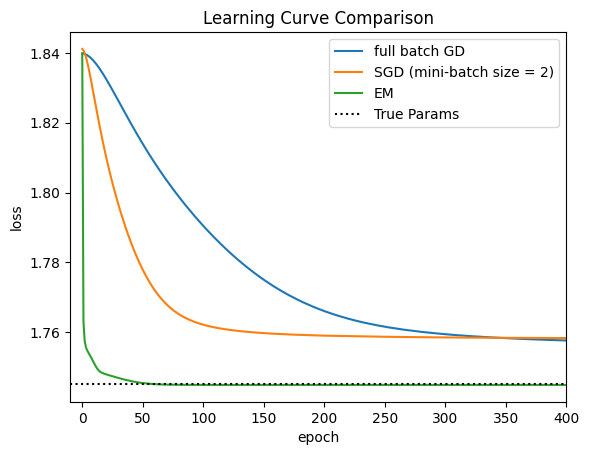 Learning Curve Comparison
full batch GD
SGD (mini-batch size = 2)
EM
True Params
loss
1.84
1.82
1.80
1.78
1.76
0 50 100 150 200 250 300 350 400
epoch